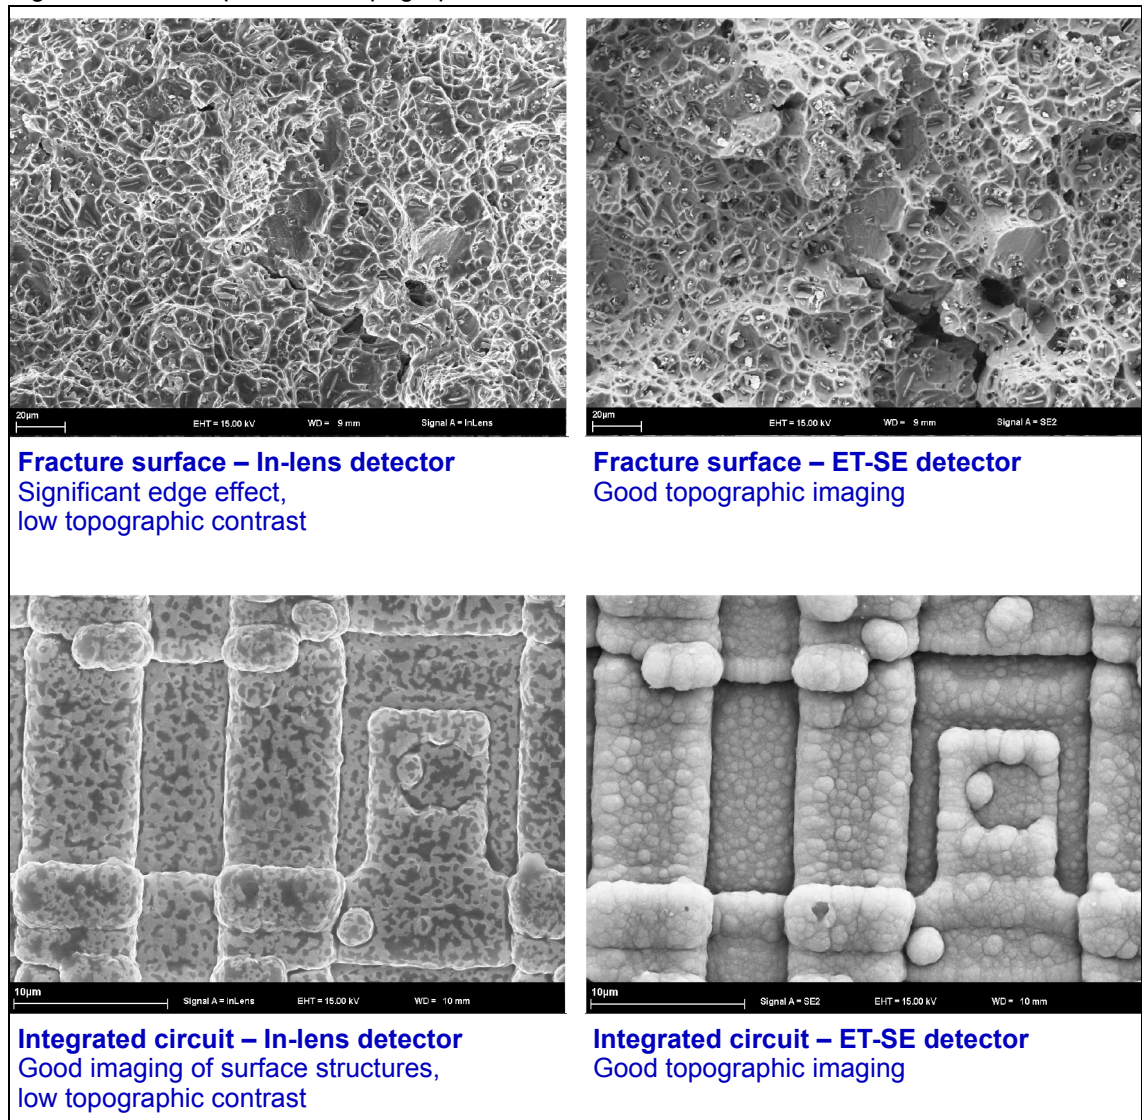 20µm
EHT = 15.00 kV WD = 9 mm Signal A = InLens
20µm
EHT = 15.00 kV WD = 9 mm Signal A = SE2
Fracture surface – In-lens detector
Significant edge effect,
low topographic contrast
Fracture surface – ET-SE detector
Good topographic imaging
10µm
Signal A = InLens EHT = 15.00 kV WD = 10 mm
10µm
Signal A = SE2 EHT = 15.00 kV WD = 10 mm
Integrated circuit – In-lens detector
Good imaging of surface structures,
low topographic contrast
Integrated circuit – ET-SE detector
Good topographic imaging